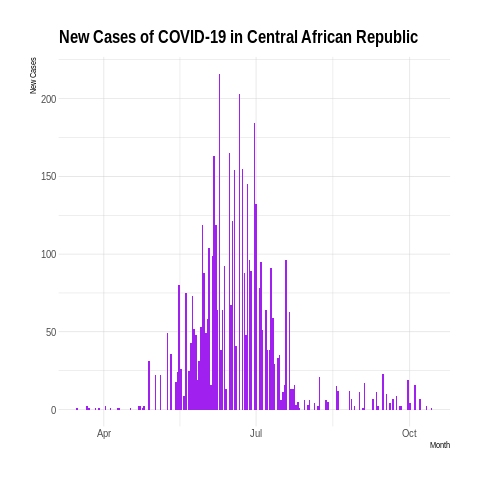 New Cases of COVID-19 in Central African Republic
New Cases
200
150
100
50
0
Apr
Jul
Oct
Month